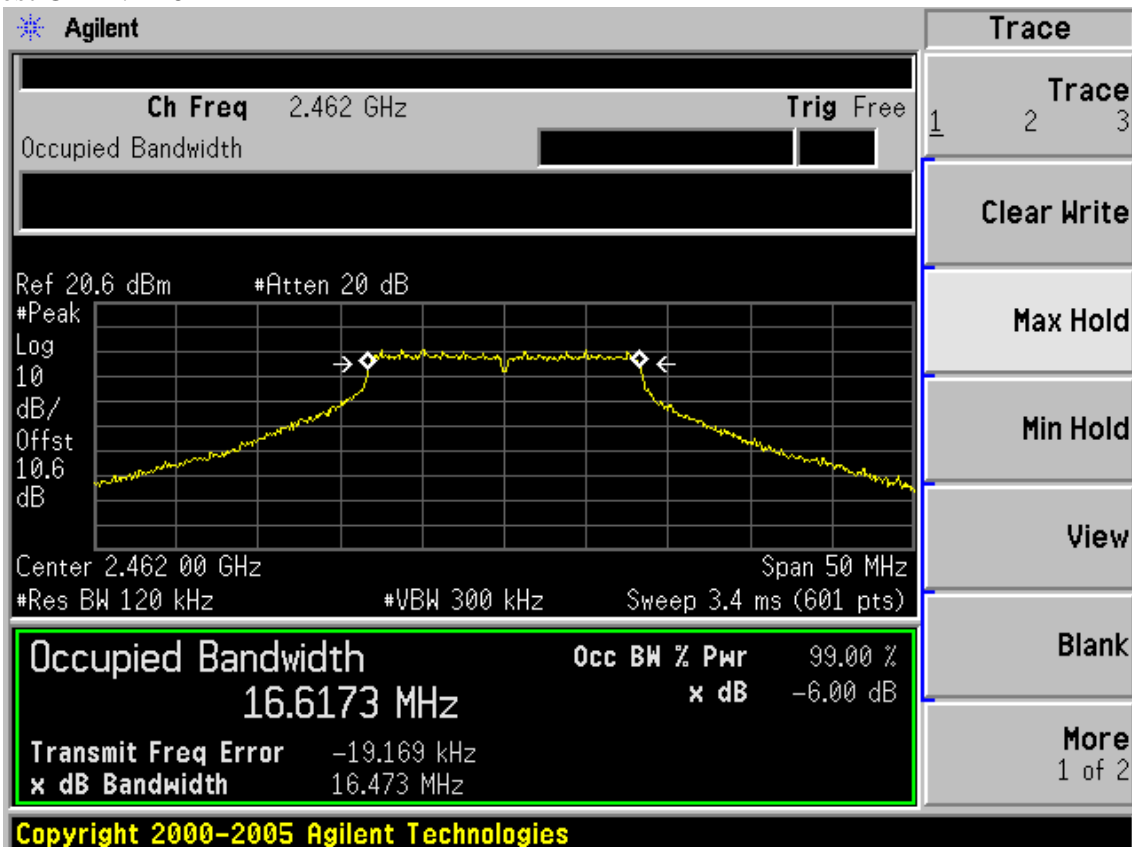 Agilent
Trace
Ch Freq 2.462 GHz Trig Free
Occupied Bandwidth
Trace
1 2 3
Clear Write
Max Hold
Min Hold
View
Blank
More
1 of 2
Ref 20.6 dBm #Atten 20 dB
#Peak
Log
10
dB/
Offst
10.6
dB
Center 2.462 00 GHz Span 50 MHz
#Res BW 120 kHz #VBW 300 kHz Sweep 3.4 ms (601 pts)
Occupied Bandwidth
16.6173 MHz
Occ BW % Pwr 99.00 %
x dB -6.00 dB
Transmit Freq Error -19.169 kHz
x dB Bandwidth 16.473 MHz
Copyright 2000-2005 Agilent Technologies